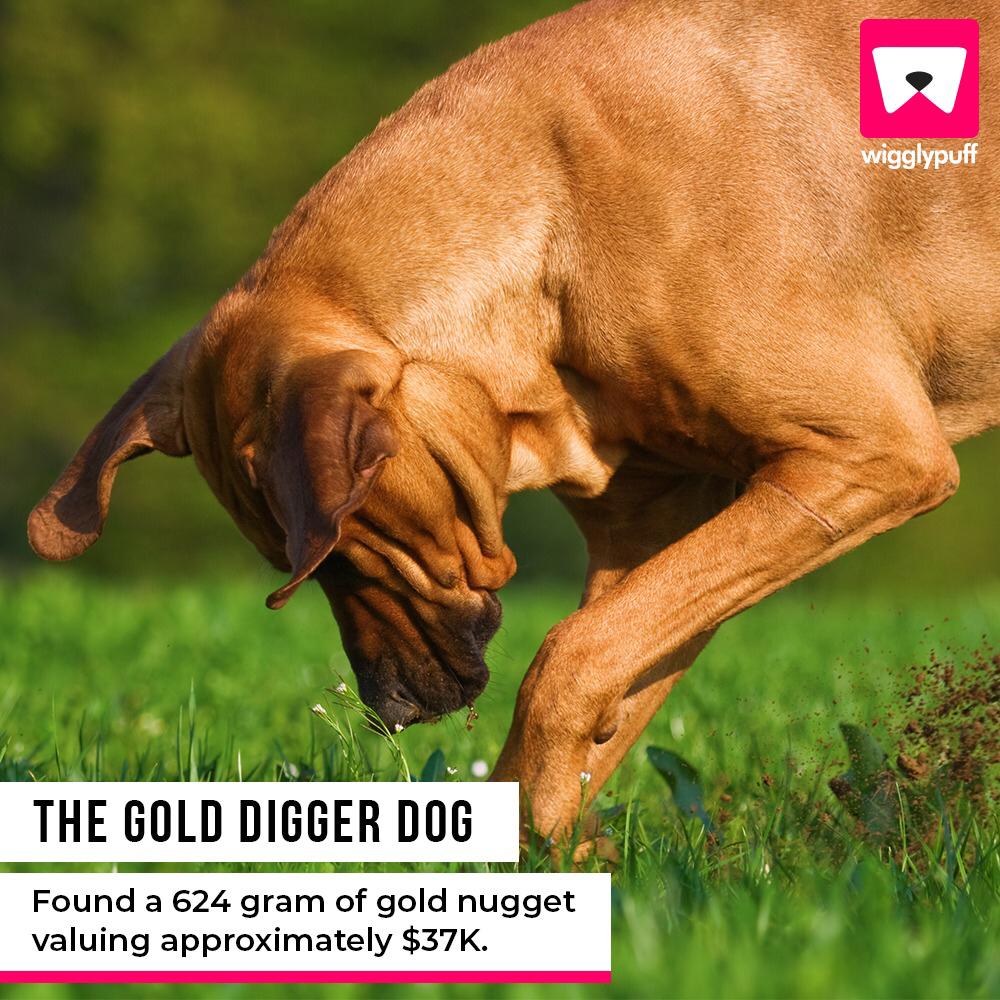 wigglypuff
THE GOLD DIGGER DOG
Found a 624 gram of gold nugget
valuing approximately $37K.